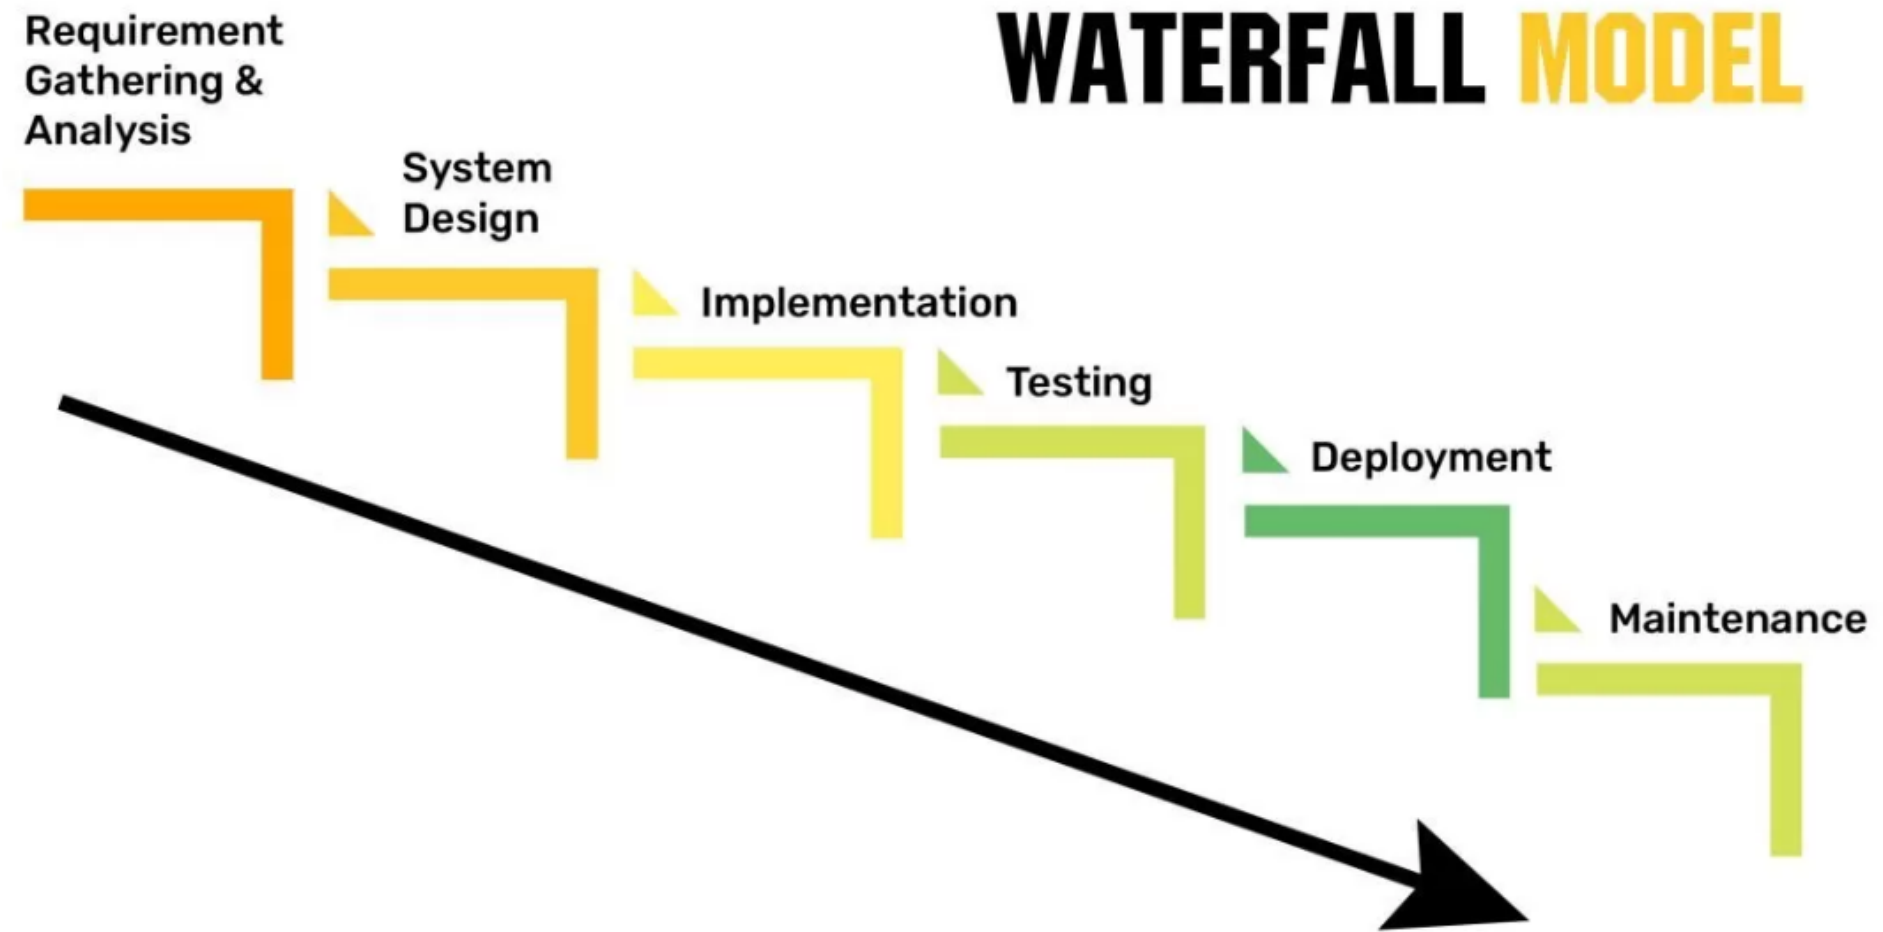 WATERFALL MODEL
Requirement
Gathering &
Analysis
System
Design
Implementation
Testing
Deployment
Maintenance